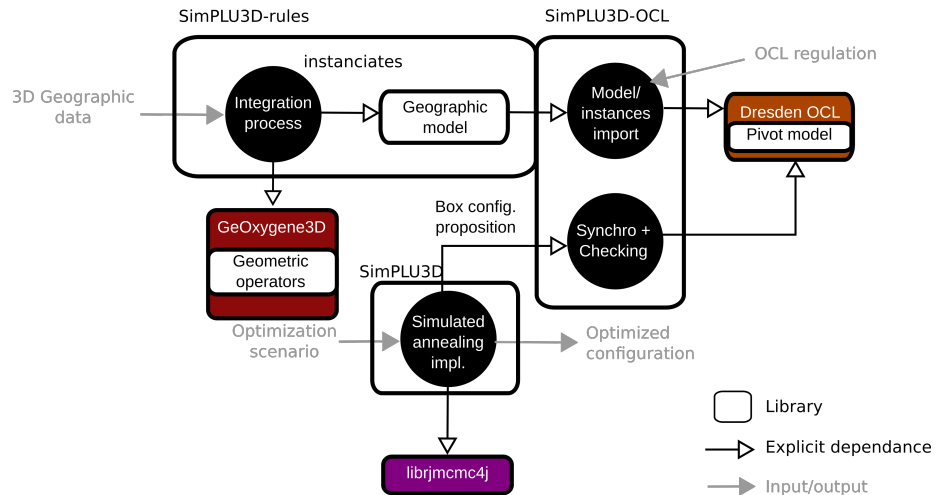 SimPLU3D-rules
SimPLU3D-OCL
instanciates
OCL regulation
3D Geographic
data
Integration
process
Geographic
model
Model/
instances
import
Dresden OCL
Pivot model
Box config.
proposition
GeOxygene3D
Geometric
operators
Synchro +
Checking
SimPLU3D
Optimization
scenario
Simulated
annealing
impl.
Optimized
configuration
Library
Explicit dependance
Input/output
librjmcmc4j